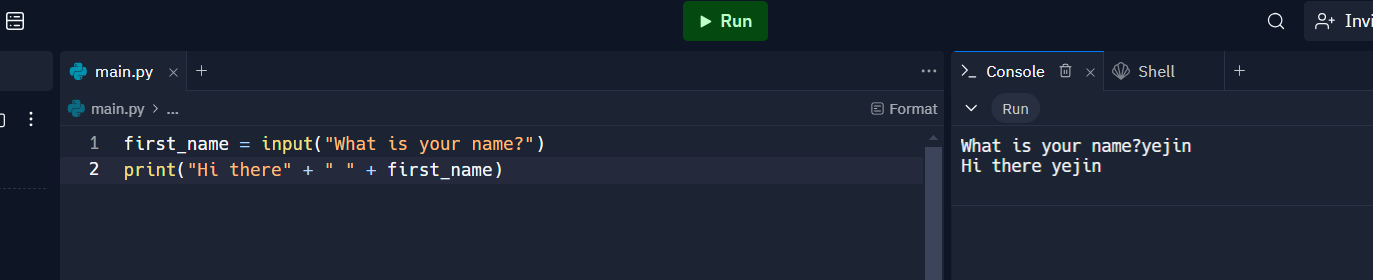 Run
Invi
main.py
Console
Shell
main.py > ...
Format
Run
1 first_name = input("What is your name?")
2 print("Hi there" + " " + first_name)
What is your name?yejin
Hi there yejin